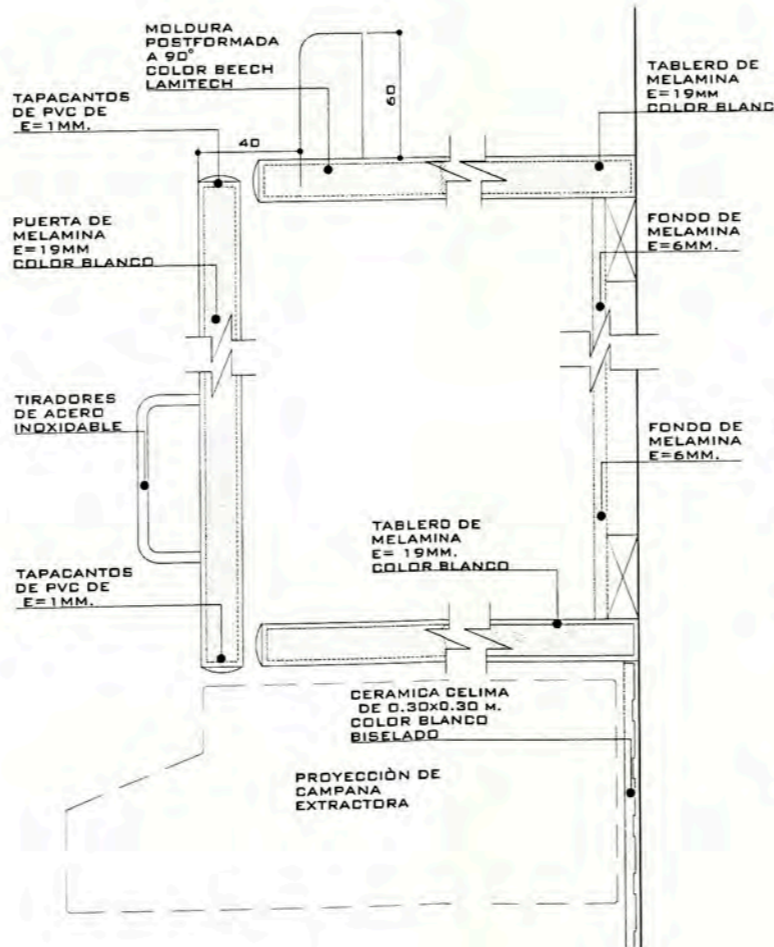 MOLDURA
POSTFORMADA
A 90°
COLOR BEECH
LAMITECH
60
TABLERO DE
MELAMINA
E=19MM
COLOR BLANC
TAPACANTOS
DE PVC DE
E=1MM.
40
PUERTA DE
MELAMINA
E=19MM
COLOR BLANCO
FONDO DE
MELAMINA
E=6MM.
TIRADORES
DE ACERO
INOXIDABLE
FONDO DE
MELAMINA
E=6MM.
TABLERO DE
MELAMINA
E= 19MM.
COLOR BLANCO
TAPACANTOS
DE PVC DE
E=1MM.
CERAMICA CELIMA
DE 0.30x0.30 M.
COLOR BLANCO
BISELADO
PROYECCIÒN DE
CAMPANA
EXTRACTORA